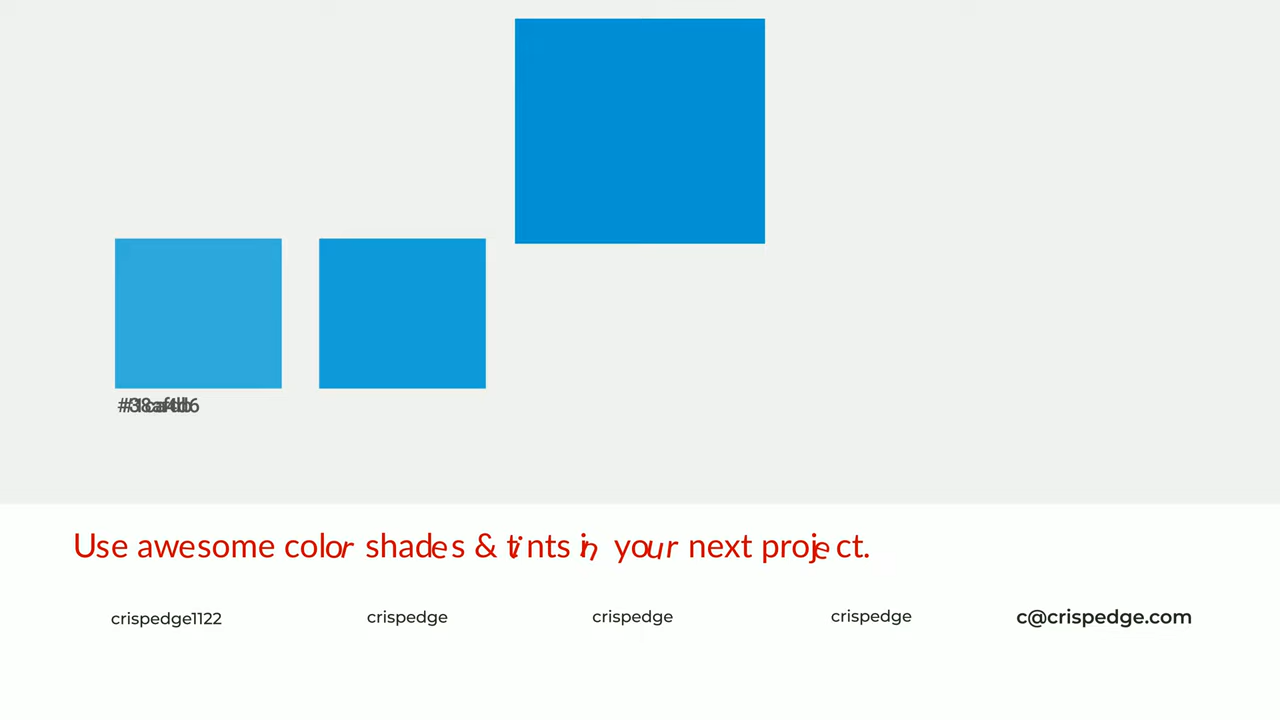 Use awesome color shades & tints in your next project.
crispedge1122 crispedge crispedge crispedge c@crispedge.com